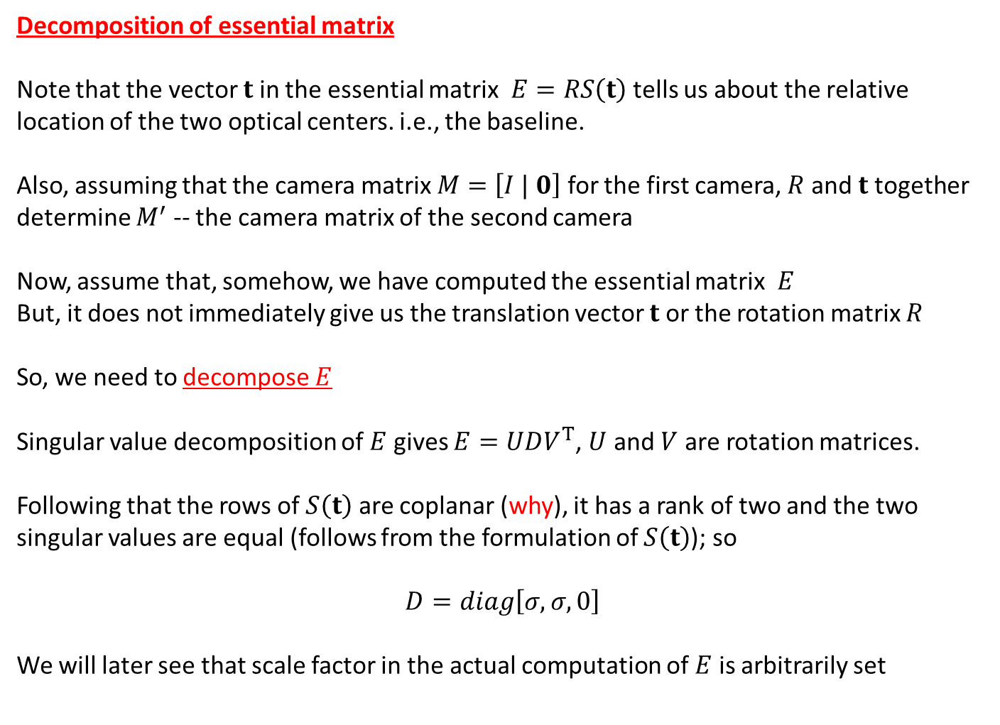 Decomposition of essential matrix
Note that the vector t in the essential matrix E = RS(t) tells us about the relative
location of the two optical centers. i.e., the baseline.
Also, assuming that the camera matrix M = [I | 0] for the first camera, R and t together
determine M′ -- the camera matrix of the second camera
Now, assume that, somehow, we have computed the essential matrix E
But, it does not immediately give us the translation vector t or the rotation matrix R
So, we need to decompose E
Singular value decomposition of E gives E = UDVᵀ, U and V are rotation matrices.
Following that the rows of S(t) are coplanar (why), it has a rank of two and the two
singular values are equal (follows from the formulation of S(t)); so
D = diag[σ, σ, 0]
We will later see that scale factor in the actual computation of E is arbitrarily set